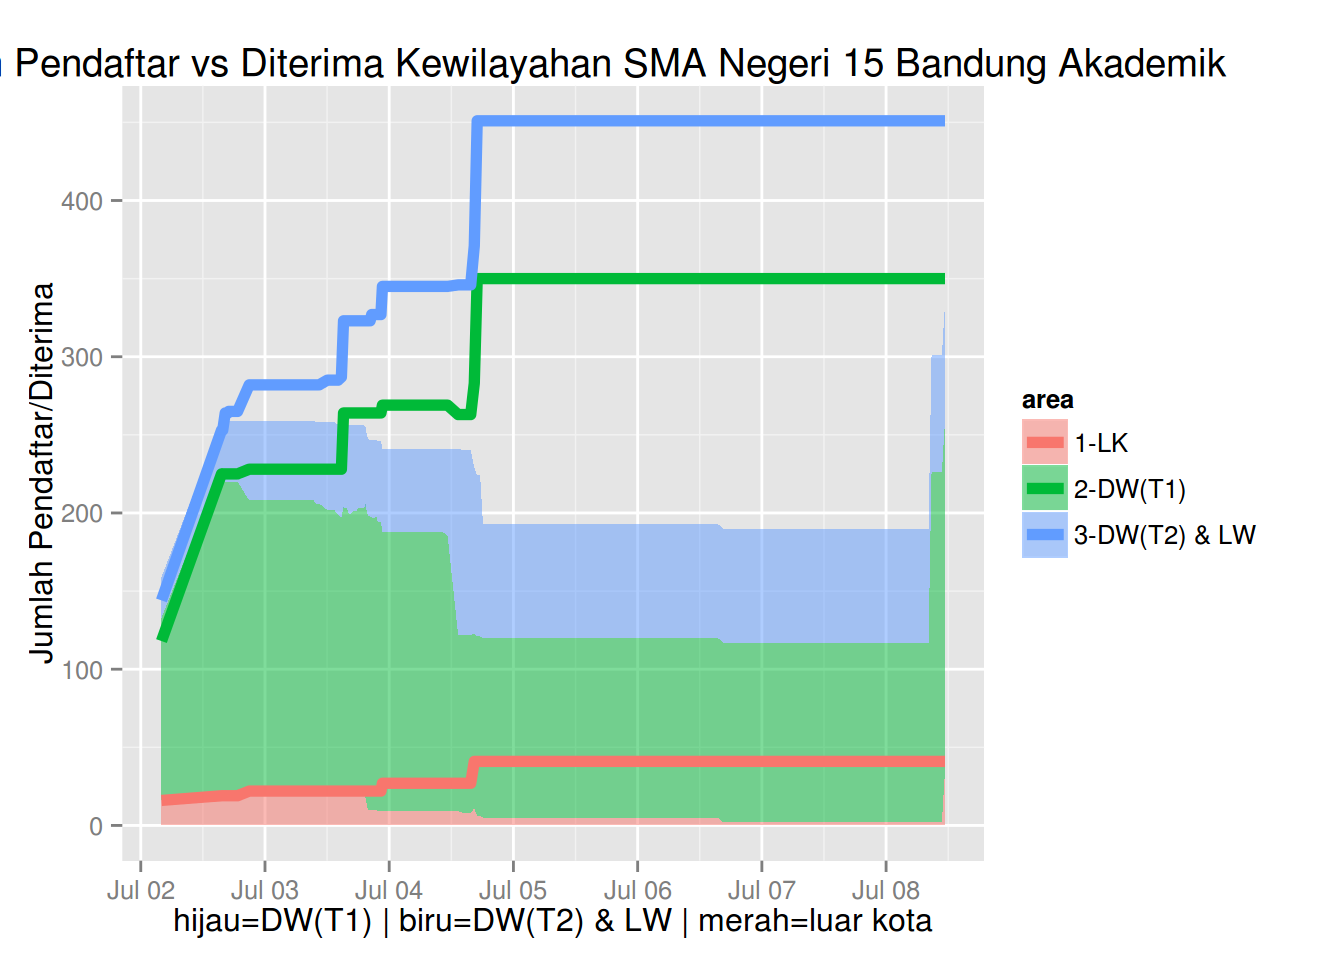 Pendaftar vs Diterima Kewilayahan SMA Negeri 15 Bandung Akademik
Jumlah Pendaftar/Diterima
400
300
200
100
0
Jul 02 Jul 03 Jul 04 Jul 05 Jul 06 Jul 07 Jul 08
hijau=DW(T1) | biru=DW(T2) & LW | merah=luar kota
area
1-LK
2-DW(T1)
3-DW(T2) & LW